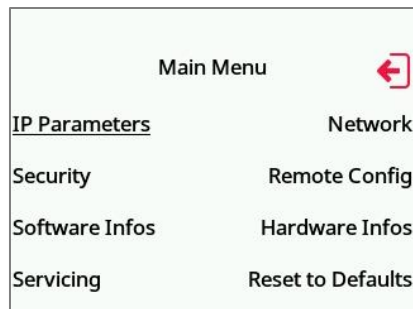 Main Menu
IP Parameters Network
Security Remote Config
Software Infos Hardware Infos
Servicing Reset to Defaults